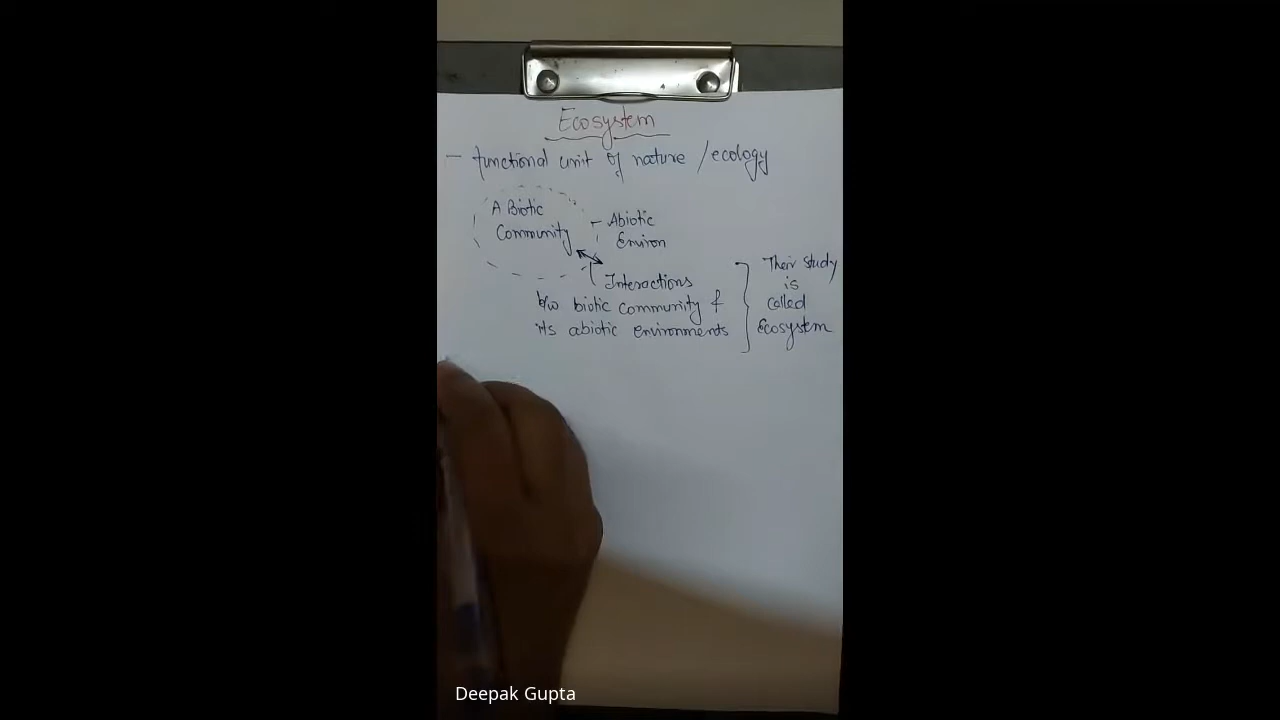 Ecosystem
- functional unit of nature / ecology
A Biotic
Community
- Abiotic
Environ
Interactions
b/w biotic community &
its abiotic environments
Their study
is
called
Ecosystem
Deepak Gupta